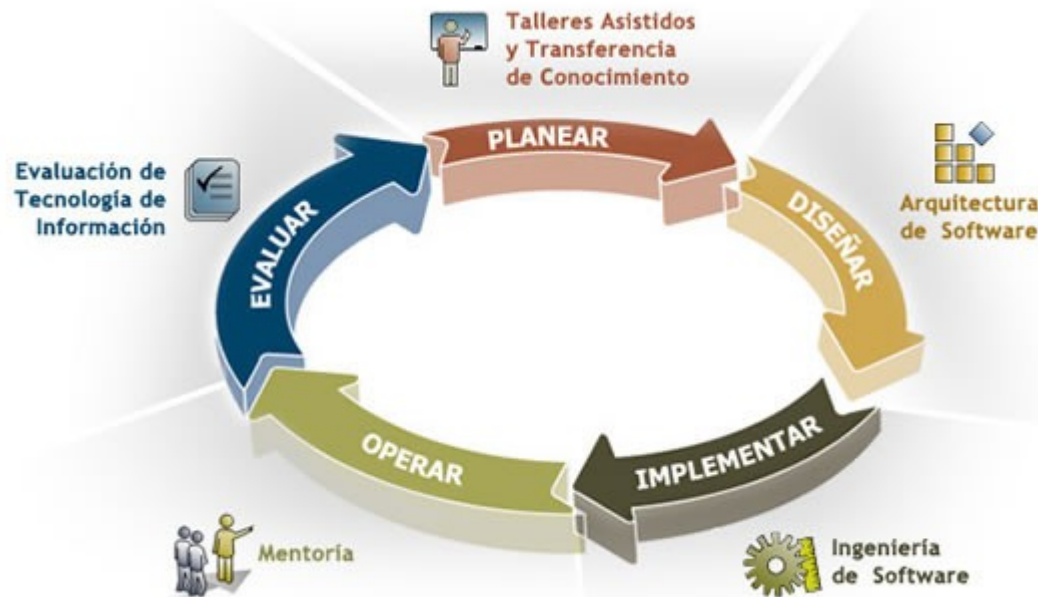 Talleres Asistidos
y Transferencia
de Conocimiento
PLANEAR
Evaluación de
Tecnología de
Información
EVALUAR
DISEÑAR
Arquitectura
de Software
OPERAR
IMPLEMENTAR
Mentoría
Ingeniería
de Software